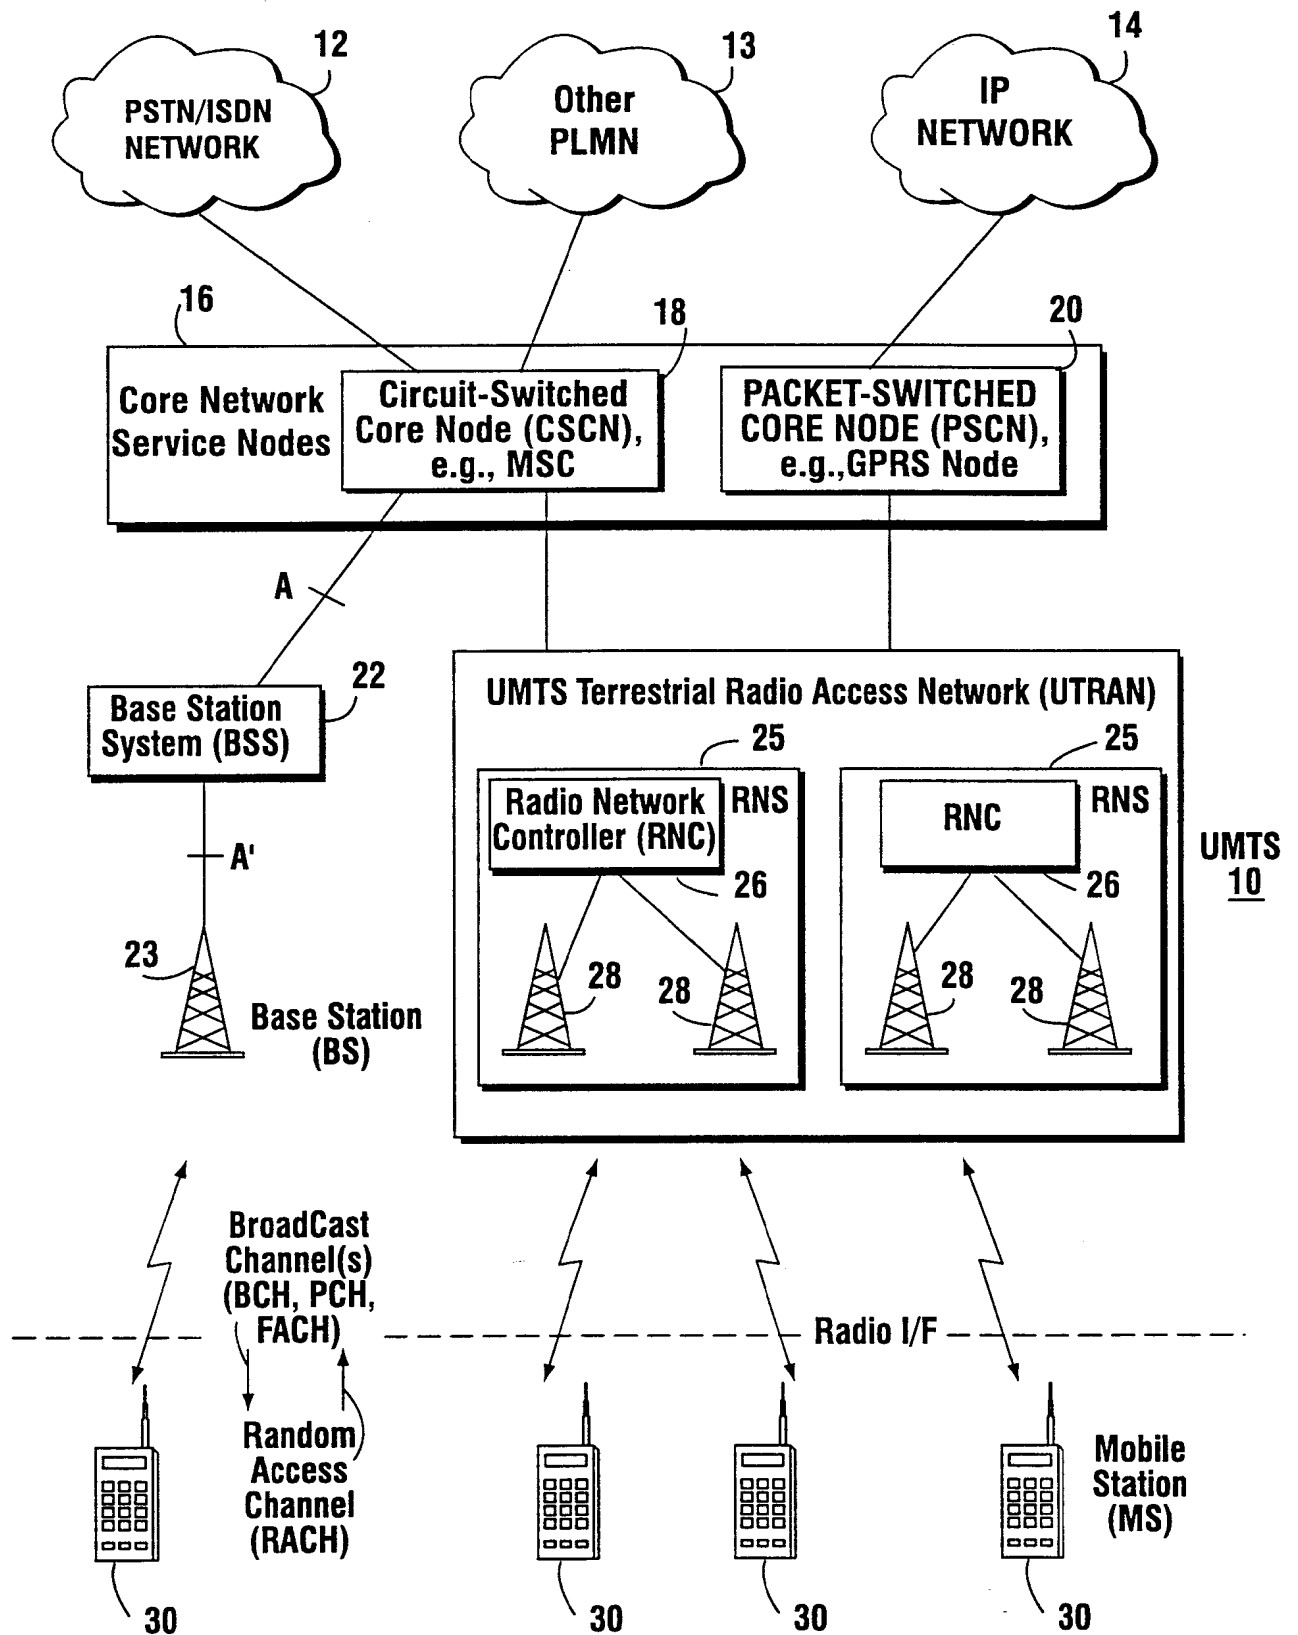 12
13
14
PSTN/ISDN
NETWORK
Other
PLMN
IP
NETWORK
16
18
20
Core Network
Service Nodes
Circuit-Switched
Core Node (CSCN),
e.g., MSC
PACKET-SWITCHED
CORE NODE (PSCN),
e.g.,GPRS Node
A
22
Base Station
System (BSS)
UMTS Terrestrial Radio Access Network (UTRAN)
25
25
Radio Network
Controller (RNC)
RNS
RNC
RNS
A'
26
26
UMTS
10
23
28
28
28
28
Base Station
(BS)
BroadCast
Channel(s)
(BCH, PCH,
FACH)
Radio I/F
Random
Access
Channel
(RACH)
Mobile
Station
(MS)
30
30
30
30